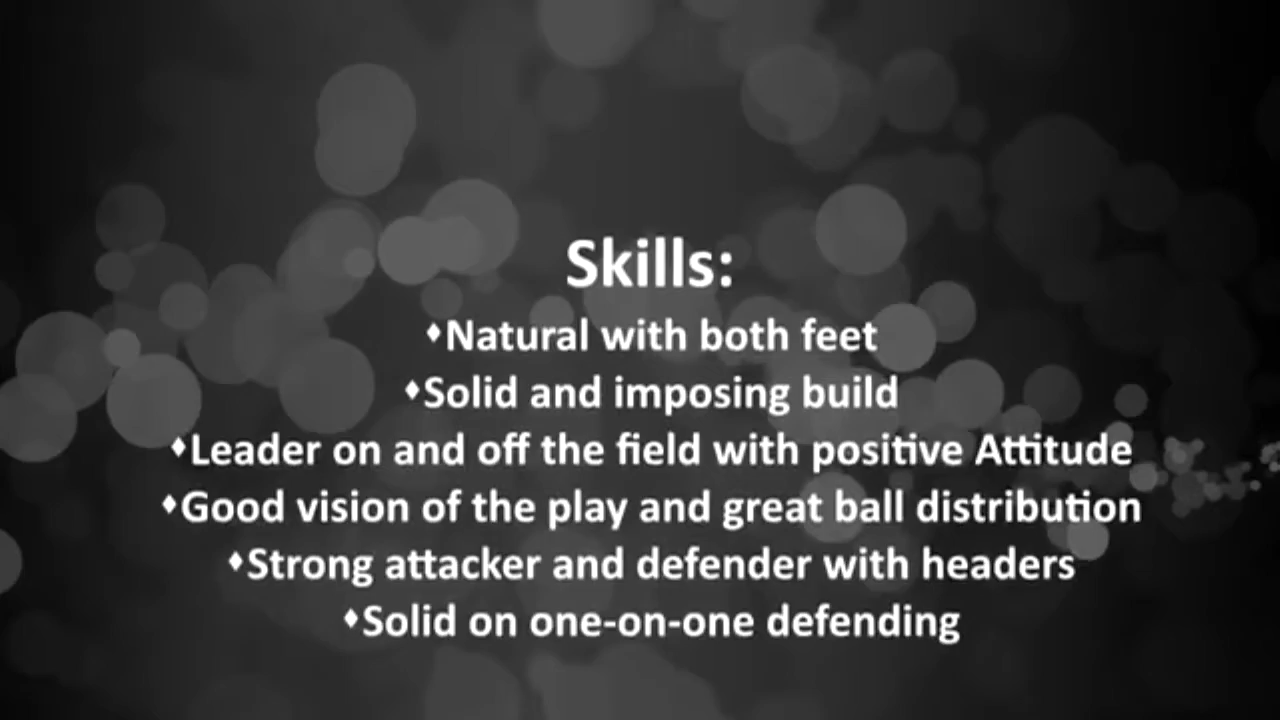 Skills:
♦Natural with both feet
♦Solid and imposing build
♦Leader on and off the field with positive Attitude
♦Good vision of the play and great ball distribution
♦Strong attacker and defender with headers
♦Solid on one-on-one defending